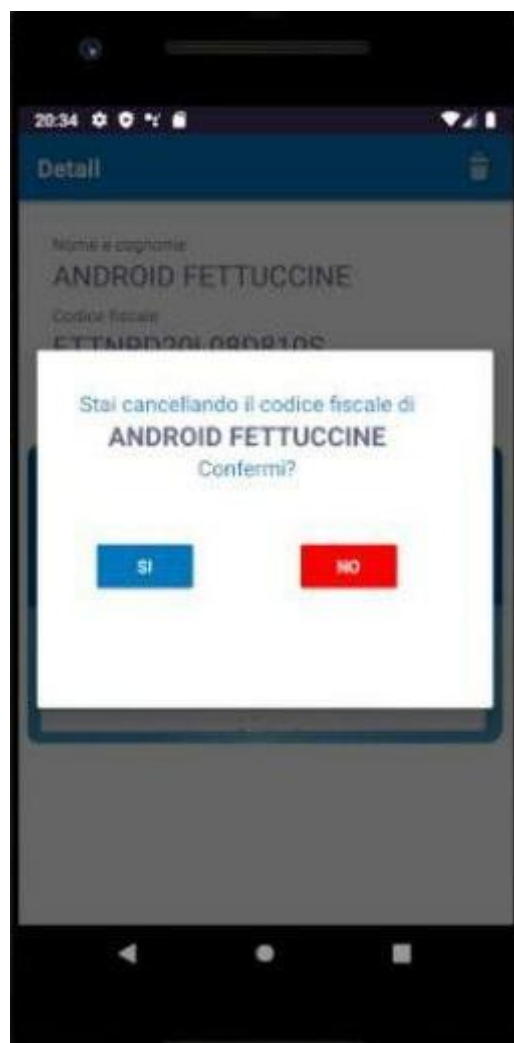 20:34
Detail
Nome e cognome
ANDROID FETTUCCINE
Codice fiscale
Stai cancellando il codice fiscale di
ANDROID FETTUCCINE
Confermi?
SI
NO